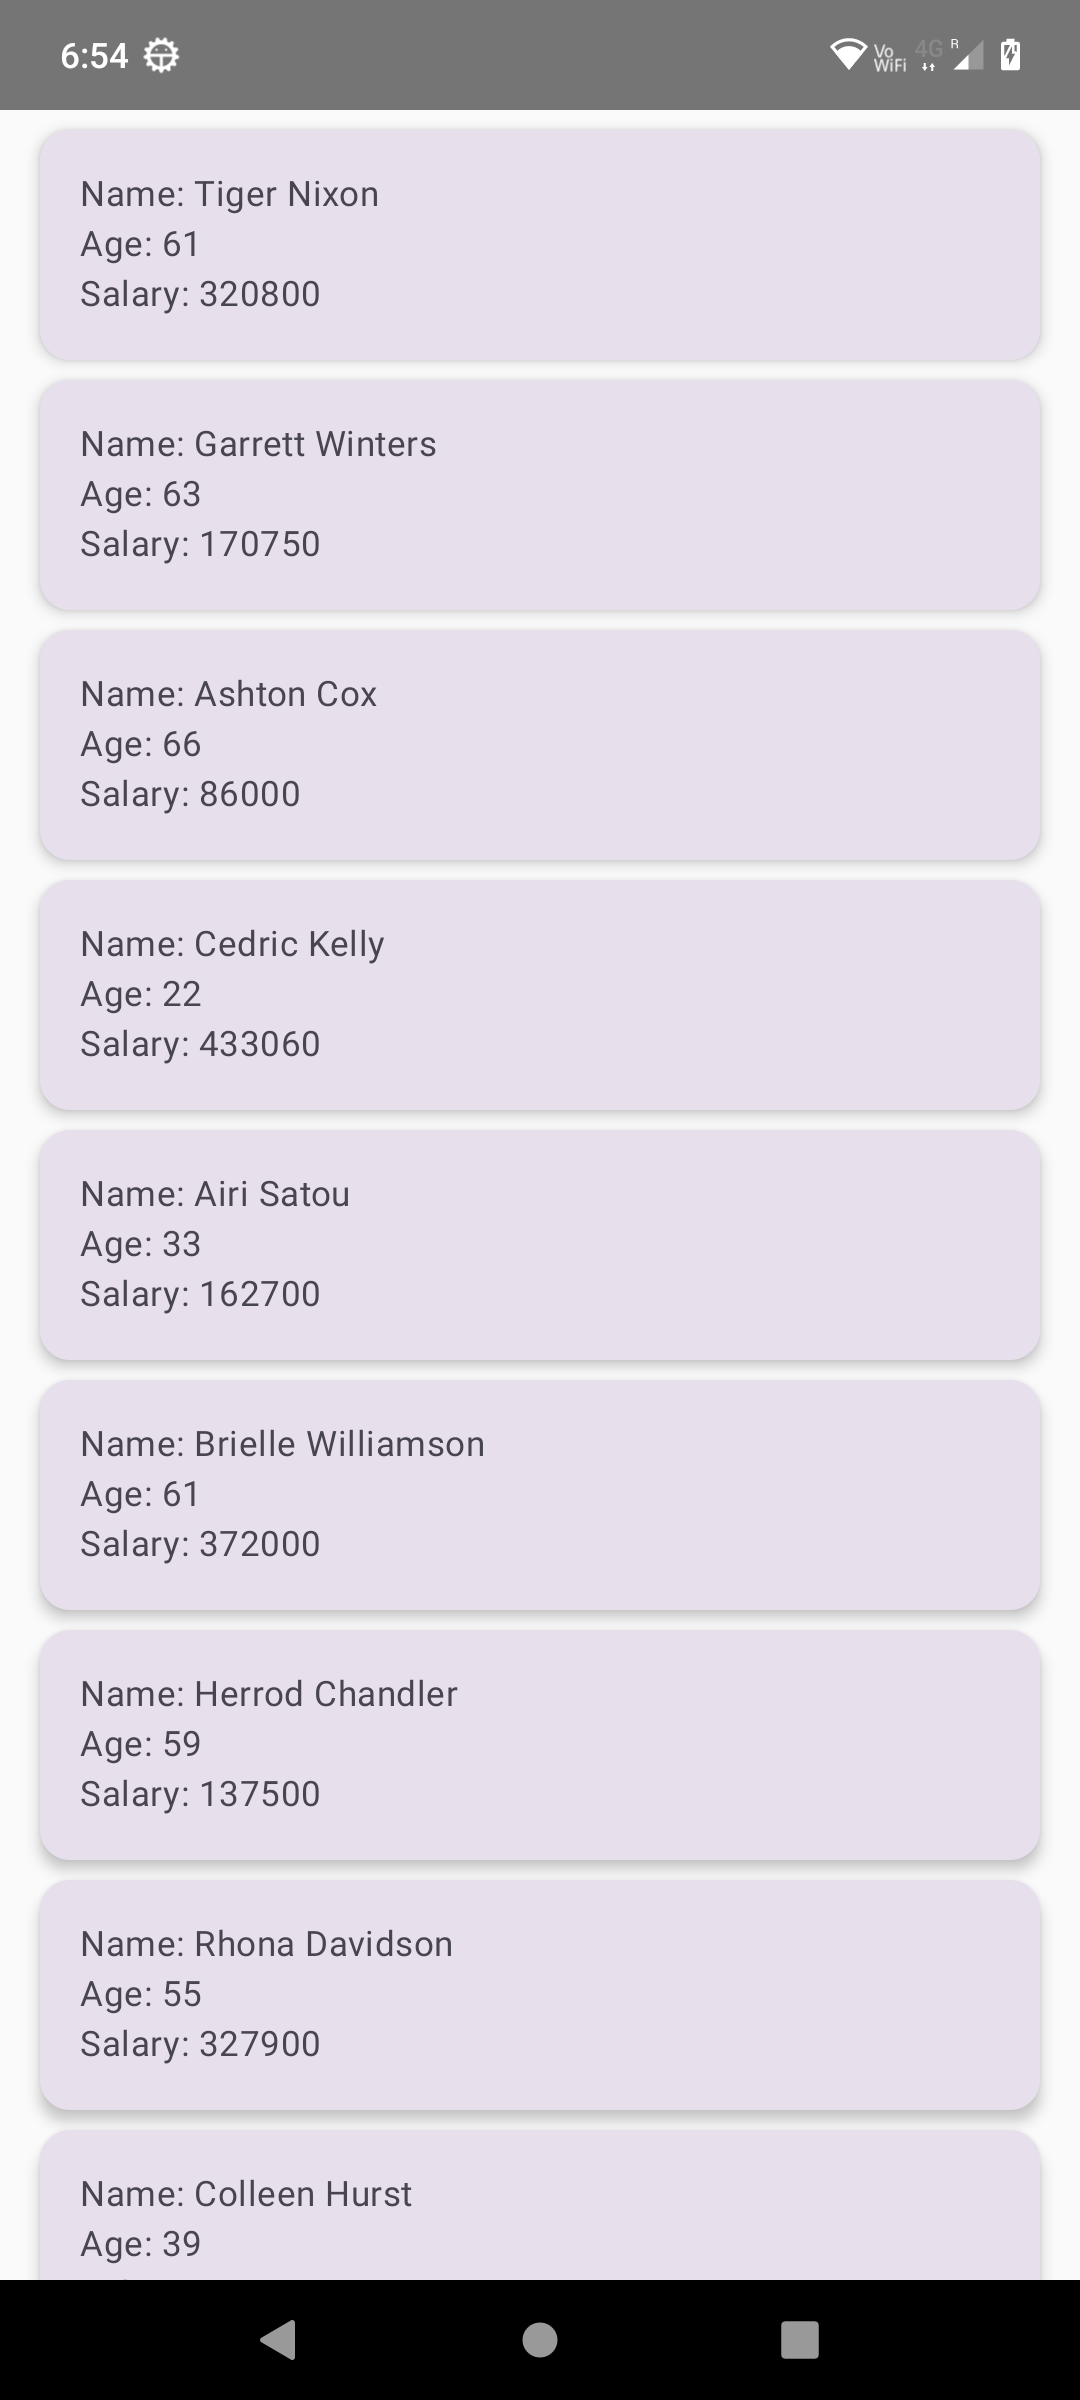 6:54
Vo
WiFi
4G
R
Name: Tiger Nixon
Age: 61
Salary: 320800
Name: Garrett Winters
Age: 63
Salary: 170750
Name: Ashton Cox
Age: 66
Salary: 86000
Name: Cedric Kelly
Age: 22
Salary: 433060
Name: Airi Satou
Age: 33
Salary: 162700
Name: Brielle Williamson
Age: 61
Salary: 372000
Name: Herrod Chandler
Age: 59
Salary: 137500
Name: Rhona Davidson
Age: 55
Salary: 327900
Name: Colleen Hurst
Age: 39